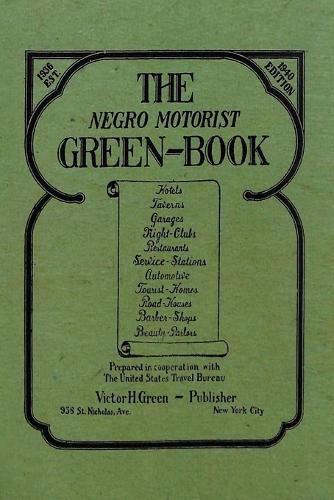 1936
EST.
1940
EDITION
THE
NEGRO MOTORIST
GREEN-BOOK
Hotels
Taverns
Garages
Night-Clubs
Restaurants
Service-Stations
Automotive
Tourist-Homes
Road-Houses
Barber-Shops
Beauty-Parlors
Prepared in cooperation with
The United States Travel Bureau
Victor H. Green - Publisher
938 St. Nicholas, Ave. New York City